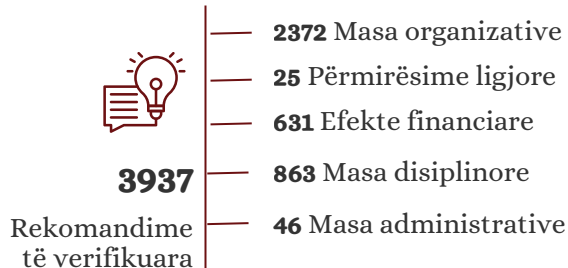 3937
Rekomandime
të verifikuara
2372 Masa organizative
25 Përmirësime ligjore
631 Efekte financiare
863 Masa disiplinore
46 Masa administrative